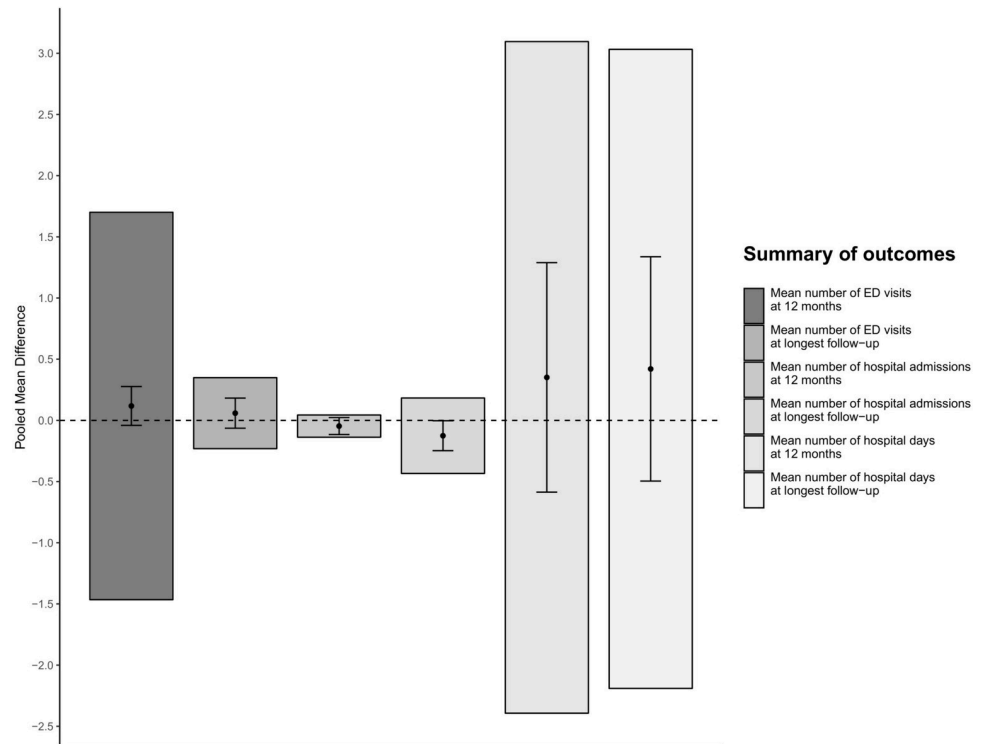 3.0
2.5
2.0
1.5
1.0
0.5
0.0
−0.5
−1.0
−1.5
−2.0
−2.5
Pooled Mean Difference
Summary of outcomes
Mean number of ED visits
at 12 months
Mean number of ED visits
at longest follow−up
Mean number of hospital admissions
at 12 months
Mean number of hospital admissions
at longest follow−up
Mean number of hospital days
at 12 months
Mean number of hospital days
at longest follow−up